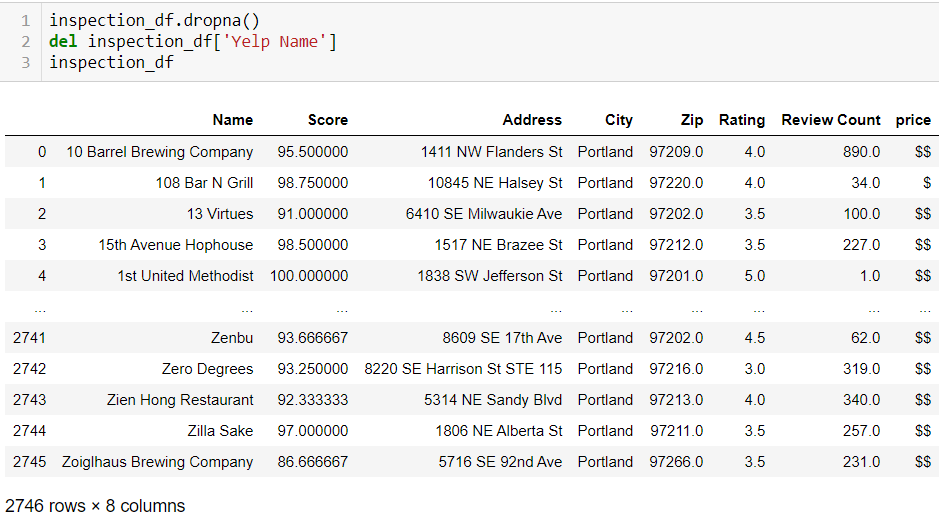 1 inspection_df.dropna()
2 del inspection_df['Yelp Name']
3 inspection_df
Name Score Address City Zip Rating Review Count price
0 10 Barrel Brewing Company 95.500000 1411 NW Flanders St Portland 97209.0 4.0 890.0 $$
1 108 Bar N Grill 98.750000 10845 NE Halsey St Portland 97220.0 4.0 34.0 $
2 13 Virtues 91.000000 6410 SE Milwaukie Ave Portland 97202.0 3.5 100.0 $$
3 15th Avenue Hophouse 98.500000 1517 NE Brazee St Portland 97212.0 3.5 227.0 $$
4 1st United Methodist 100.000000 1838 SW Jefferson St Portland 97201.0 5.0 1.0 $$
... ... ... ... ... ... ... ... ...
2741 Zenbu 93.666667 8609 SE 17th Ave Portland 97202.0 4.5 62.0 $$
2742 Zero Degrees 93.250000 8220 SE Harrison St STE 115 Portland 97216.0 3.0 319.0 $$
2743 Zien Hong Restaurant 92.333333 5314 NE Sandy Blvd Portland 97213.0 4.0 340.0 $$
2744 Zilla Sake 97.000000 1806 NE Alberta St Portland 97211.0 3.5 257.0 $$
2745 Zoiglhaus Brewing Company 86.666667 5716 SE 92nd Ave Portland 97266.0 3.5 231.0 $$
2746 rows × 8 columns